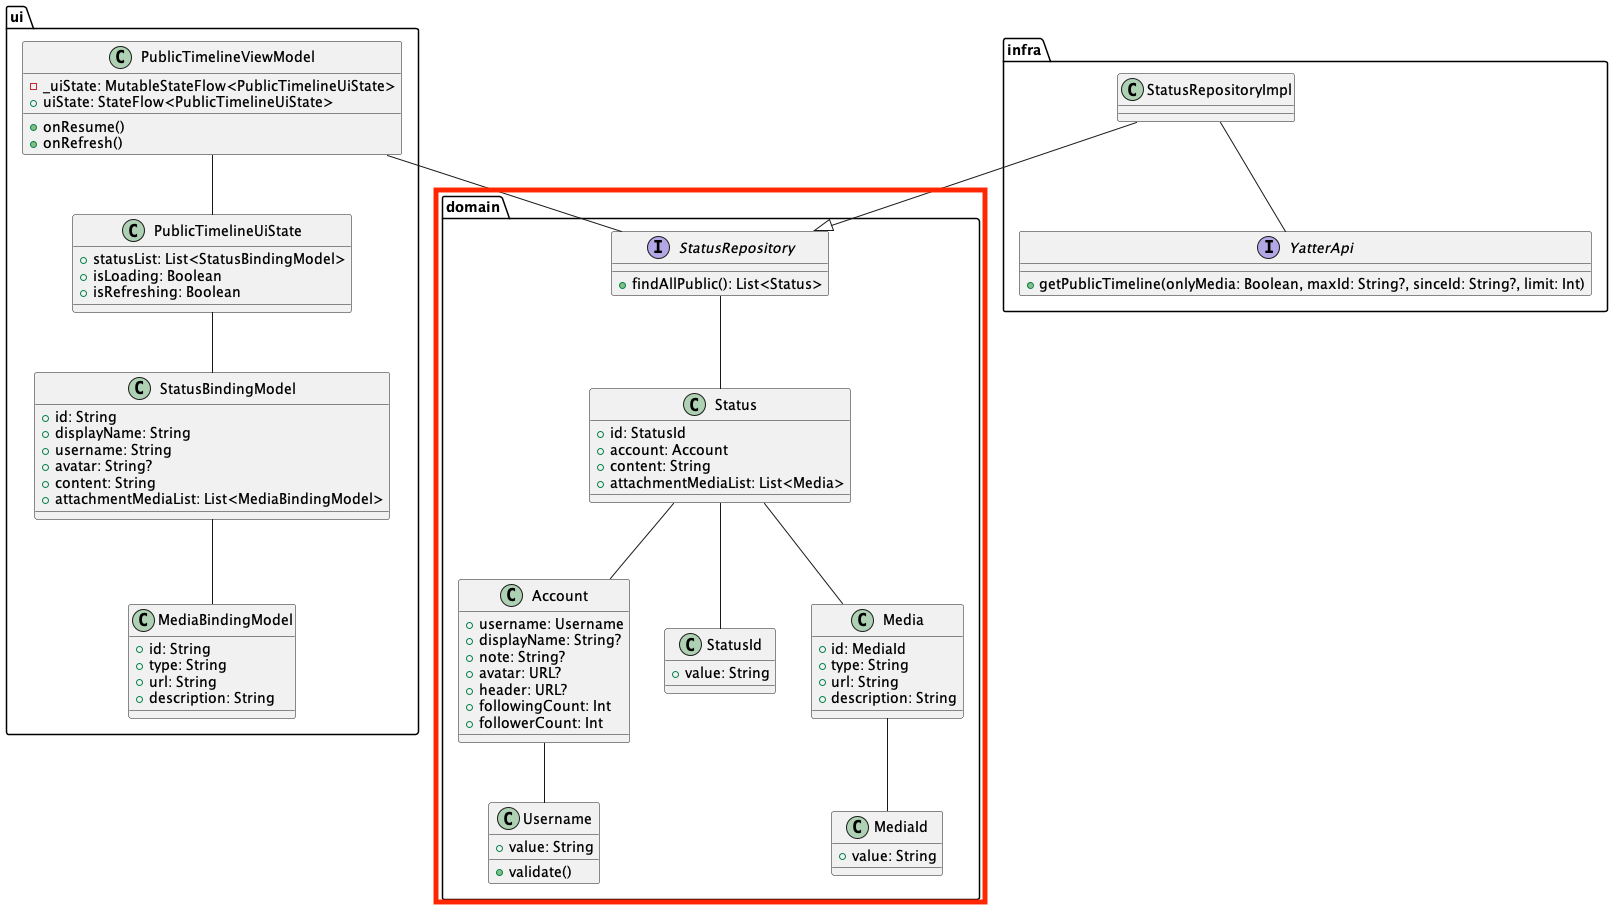 ui
C PublicTimelineViewModel
_uiState: MutableStateFlow<PublicTimelineUiState>
uiState: StateFlow<PublicTimelineUiState>
onResume()
onRefresh()
C PublicTimelineUiState
statusList: List<StatusBindingModel>
isLoading: Boolean
isRefreshing: Boolean
C StatusBindingModel
id: String
displayName: String
username: String
avatar: String?
content: String
attachmentMediaList: List<MediaBindingModel>
C MediaBindingModel
id: String
type: String
url: String
description: String
domain
I StatusRepository
findAllPublic(): List<Status>
C Status
id: StatusId
account: Account
content: String
attachmentMediaList: List<Media>
C Account
username: Username
displayName: String?
note: String?
avatar: URL?
header: URL?
followingCount: Int
followerCount: Int
C StatusId
value: String
C Media
id: MediaId
type: String
url: String
description: String
C Username
value: String
validate()
C MediaId
value: String
infra
C StatusRepositoryImpl
I YatterApi
getPublicTimeline(onlyMedia: Boolean, maxId: String?, sinceId: String?, limit: Int)